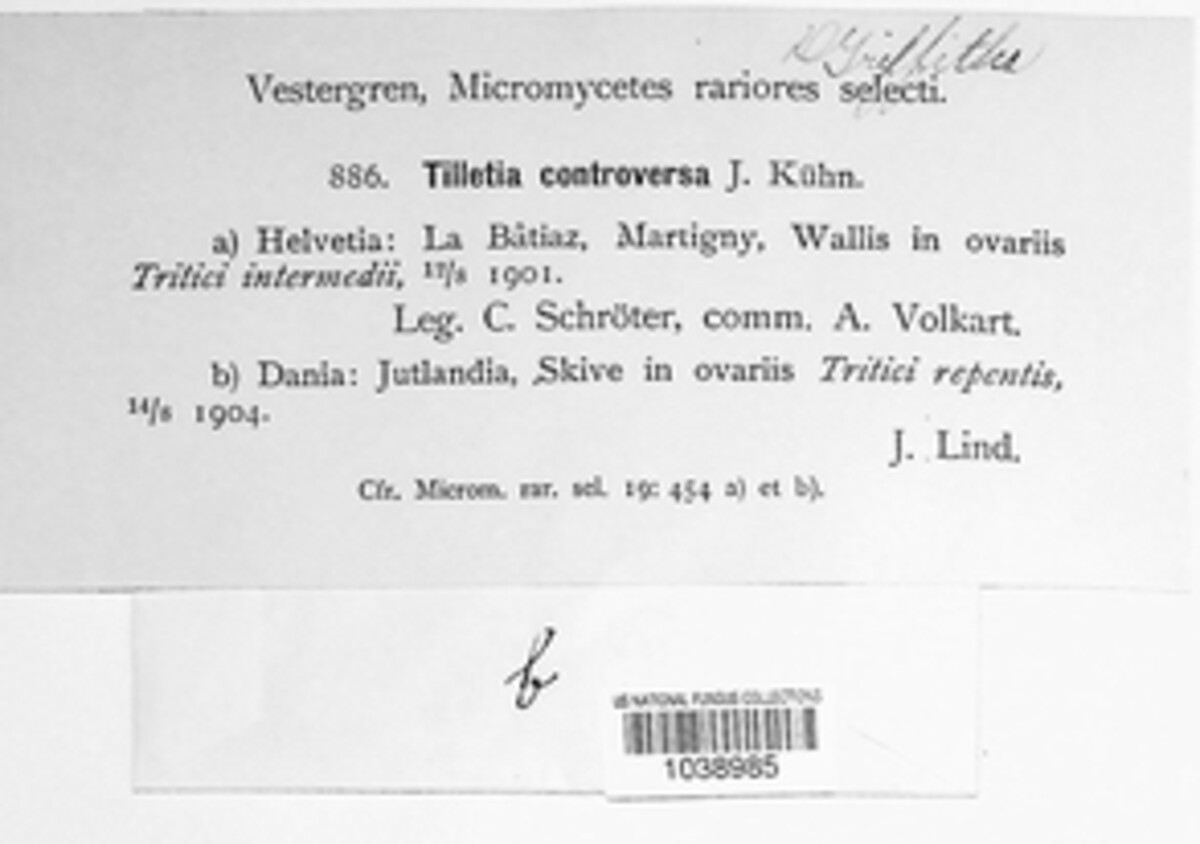 D Griffiths
Vestergren, Micromycetes rariores selecti.
886. Tilletia controversa J. Kühn.
a) Helvetia: La Bâtiaz, Martigny, Wallis in ovariis
Tritici intermedii, 17/8 1901.
Leg. C. Schröter, comm. A. Volkart.
b) Dania: Jutlandia, Skive in ovariis Tritici repentis,
14/8 1904.
J. Lind.
Cfr. Microm. rar. sel. 19: 454 a) et b).
b
US NATIONAL FUNGUS COLLECTIONS
1038985